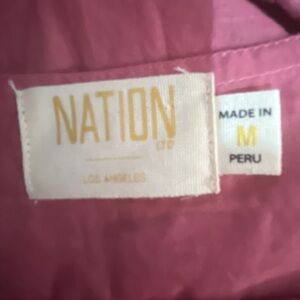 NATION
LTD
LOS ANGELES
MADE IN
M
PERU